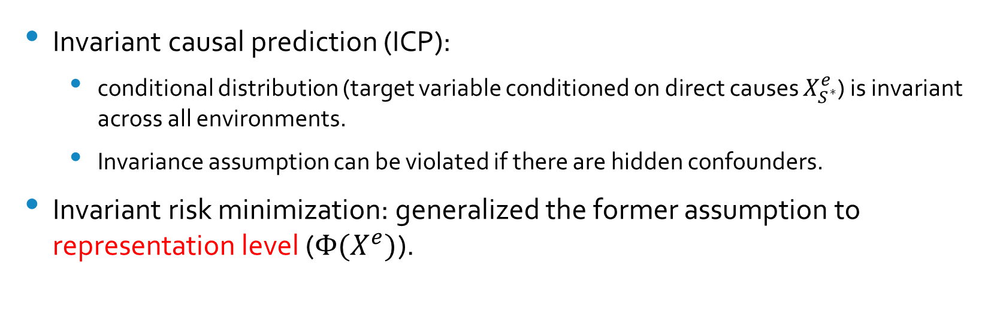 • Invariant causal prediction (ICP):
• conditional distribution (target variable conditioned on direct causes $X^e_{S^*}$) is invariant
across all environments.
• Invariance assumption can be violated if there are hidden confounders.
• Invariant risk minimization: generalized the former assumption to
representation level ($\Phi(X^e)$).